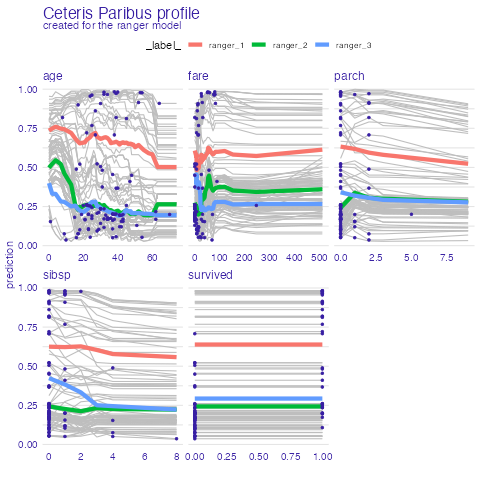 Ceteris Paribus profile
created for the ranger model
_label_ ranger_1 ranger_2 ranger_3
age fare parch
1.00
0.75
0.50
0.25
0.00
0 20 40 60 0 100 200 300 400 500 0.0 2.5 5.0 7.5
prediction
sibsp survived
1.00
0.75
0.50
0.25
0.00
0 2 4 6 8 0.00 0.25 0.50 0.75 1.00